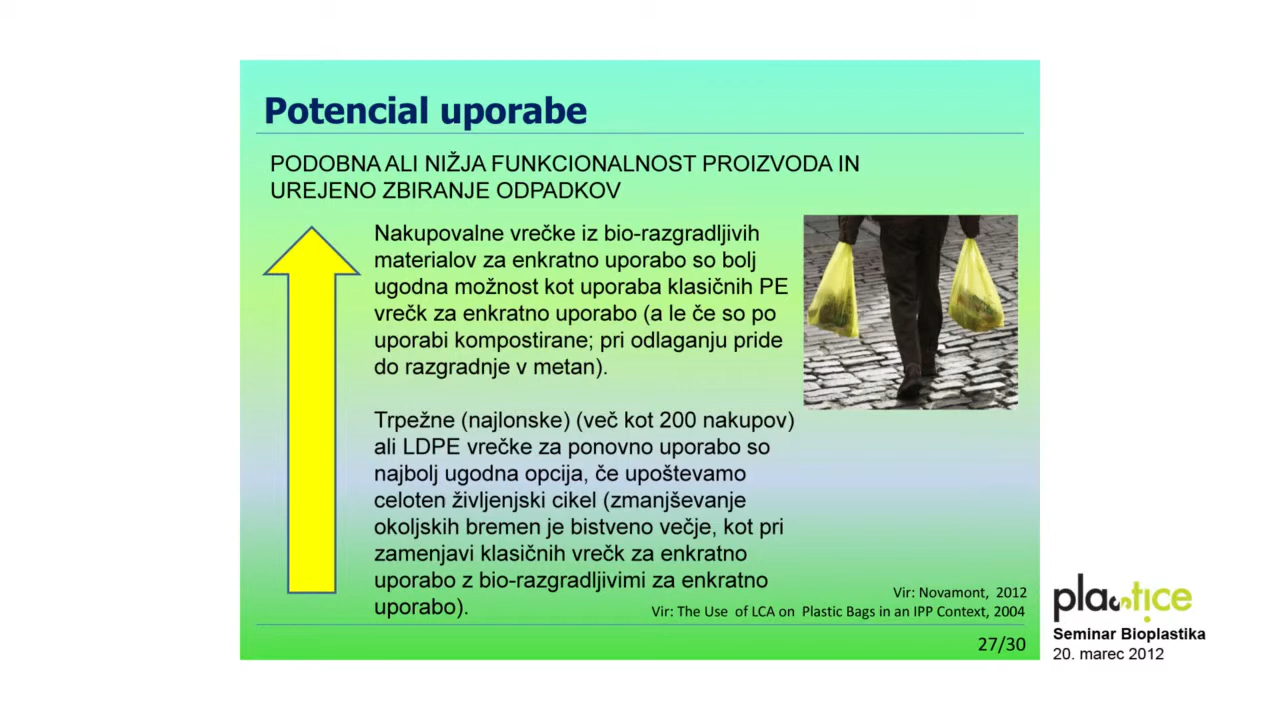 Potencial uporabe
PODOBNA ALI NIŽJA FUNKCIONALNOST PROIZVODA IN
UREJENO ZBIRANJE ODPADKOV
Nakupovalne vrečke iz bio-razgradljivih
materialov za enkratno uporabo so bolj
ugodna možnost kot uporaba klasičnih PE
vrečk za enkratno uporabo (a le če so po
uporabi kompostirane; pri odlaganju pride
do razgradnje v metan).
Trpežne (najlonske) (več kot 200 nakupov)
ali LDPE vrečke za ponovno uporabo so
najbolj ugodna opcija, če upoštevamo
celoten življenjski cikel (zmanjševanje
okoljskih bremen je bistveno večje, kot pri
zamenjavi klasičnih vrečk za enkratno
uporabo z bio-razgradljivimi za enkratno
uporabo).
Vir: Novamont, 2012
Vir: The Use of LCA on Plastic Bags in an IPP Context, 2004
27/30
plastice
Seminar Bioplastika
20. marec 2012